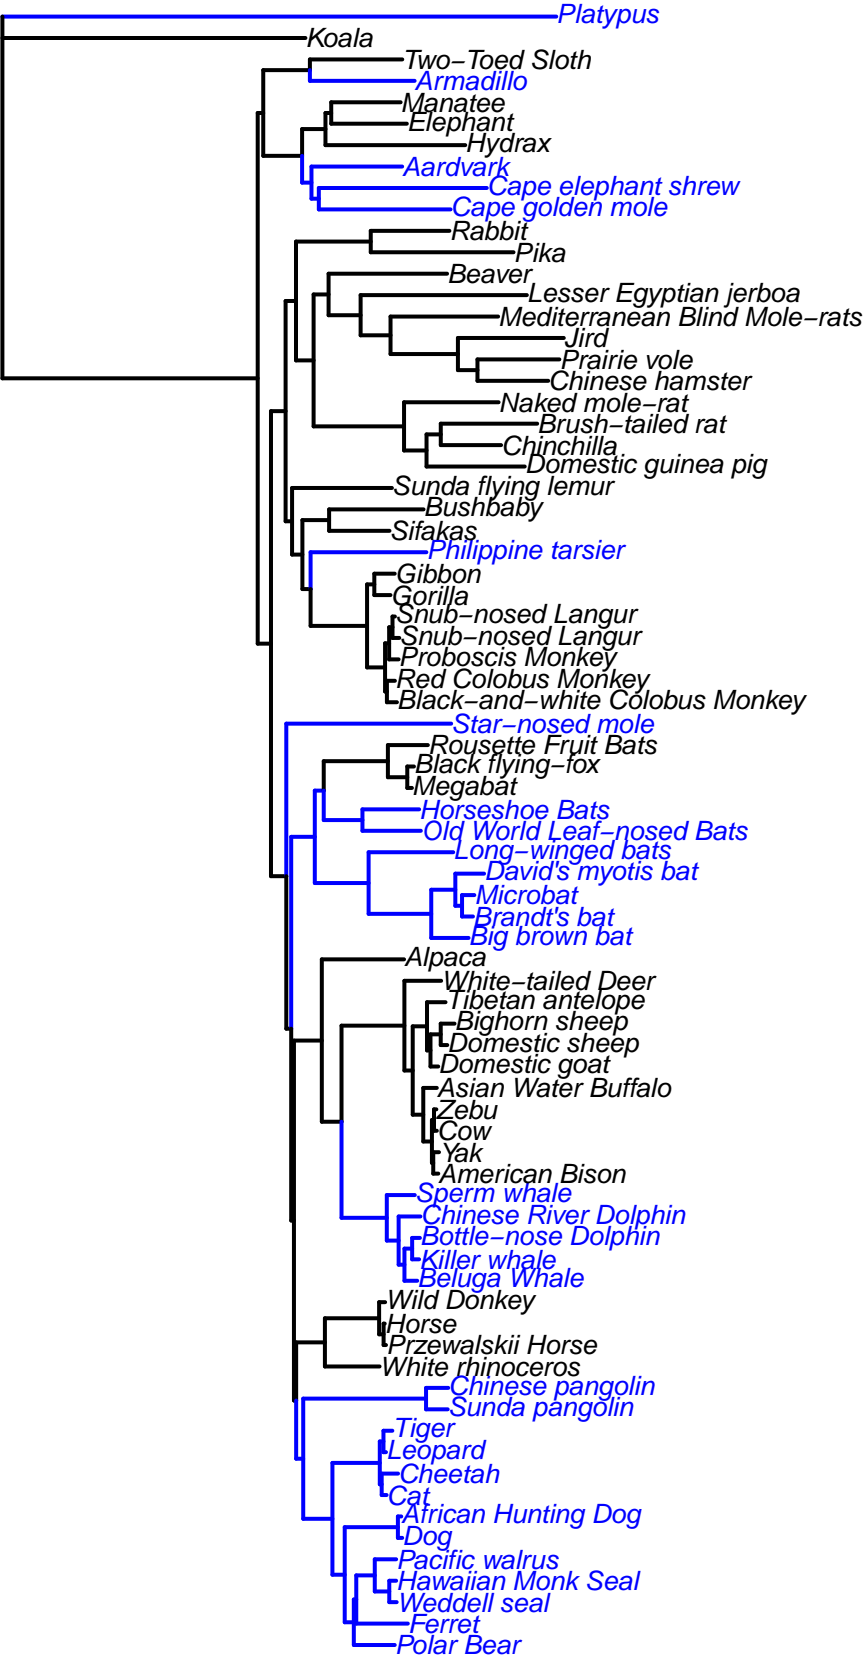 Platypus
Koala
Two−Toed Sloth
Armadillo
Manatee
Elephant
Hydrax
Aardvark
Cape elephant shrew
Cape golden mole
Rabbit
Pika
Beaver
Lesser Egyptian jerboa
Mediterranean Blind Mole−rats
Jird
Prairie vole
Chinese hamster
Naked mole−rat
Brush−tailed rat
Chinchilla
Domestic guinea pig
Sunda flying lemur
Bushbaby
Sifakas
Philippine tarsier
Gibbon
Gorilla
Snub−nosed Langur
Snub−nosed Langur
Proboscis Monkey
Red Colobus Monkey
Black−and−white Colobus Monkey
Star−nosed mole
Rousette Fruit Bats
Black flying−fox
Megabat
Horseshoe Bats
Old World Leaf−nosed Bats
Long−winged bats
David's myotis bat
Microbat
Brandt's bat
Big brown bat
Alpaca
White−tailed Deer
Tibetan antelope
Bighorn sheep
Domestic sheep
Domestic goat
Asian Water Buffalo
Zebu
Cow
Yak
American Bison
Sperm whale
Chinese River Dolphin
Bottle−nose Dolphin
Killer whale
Beluga Whale
Wild Donkey
Horse
Przewalskii Horse
White rhinoceros
Chinese pangolin
Sunda pangolin
Tiger
Leopard
Cheetah
Cat
African Hunting Dog
Dog
Pacific walrus
Hawaiian Monk Seal
Weddell seal
Ferret
Polar Bear